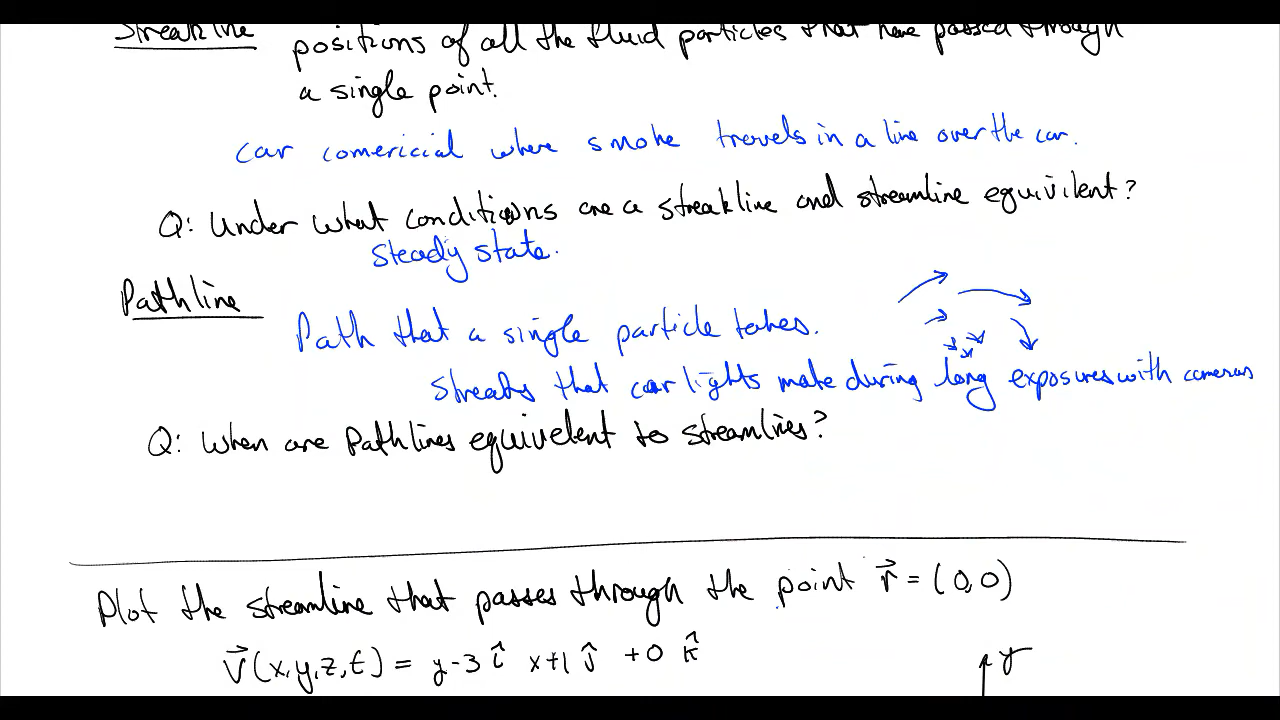 Streakline positions of all the fluid particles that have passed through
a single point.
car comericial where smoke travels in a line over the car.
Q: Under what conditions are a streakline and streamline equivilent?
Steady state.
Pathline
Path that a single particle takes.
streaks that car lights make during long exposures with cameras
Q: When are Pathlines equivelent to streamlines?
Plot the streamline that passes through the point r⃗ = (0,0)
V⃗(x,y,z,t) = y-3 î x+1 ĵ +0 k̂
y